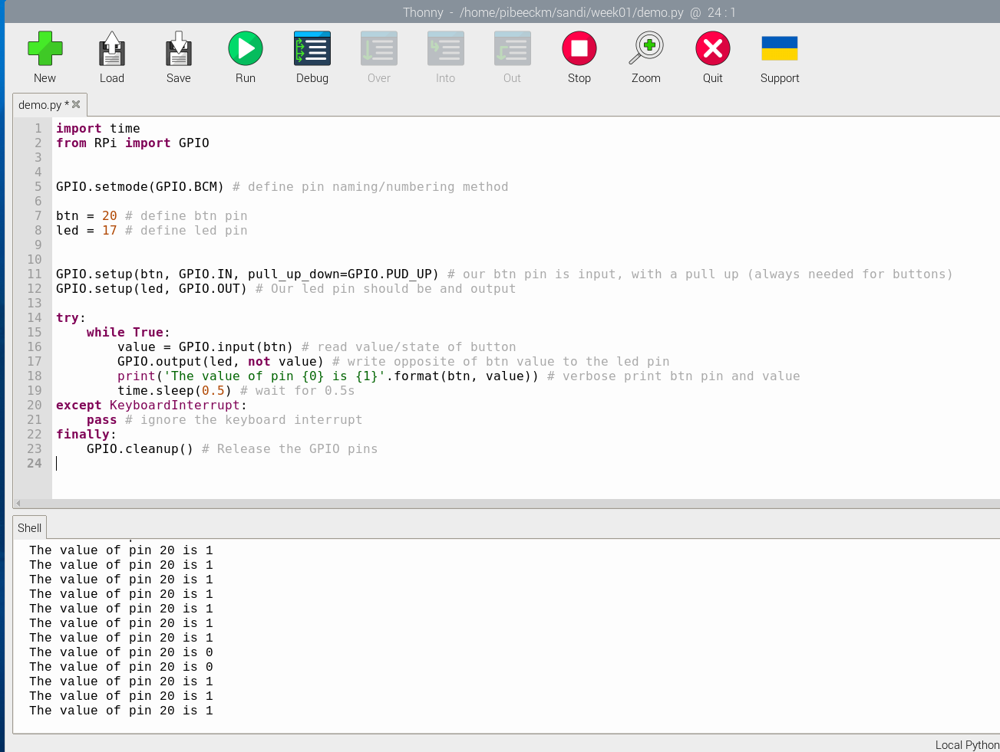 Thonny - /home/pibeeckm/sandi/week01/demo.py @ 24 : 1
New Load Save Run Debug Over Into Out Stop Zoom Quit Support
demo.py *
1 import time
2 from RPi import GPIO
3
4
5 GPIO.setmode(GPIO.BCM) # define pin naming/numbering method
6
7 btn = 20 # define btn pin
8 led = 17 # define led pin
9
10
11 GPIO.setup(btn, GPIO.IN, pull_up_down=GPIO.PUD_UP) # our btn pin is input, with a pull up (always needed for buttons)
12 GPIO.setup(led, GPIO.OUT) # Our led pin should be and output
13
14 try:
15     while True:
16         value = GPIO.input(btn) # read value/state of button
17         GPIO.output(led, not value) # write opposite of btn value to the led pin
18         print('The value of pin {0} is {1}'.format(btn, value)) # verbose print btn pin and value
19         time.sleep(0.5) # wait for 0.5s
20 except KeyboardInterrupt:
21     pass # ignore the keyboard interrupt
22 finally:
23     GPIO.cleanup() # Release the GPIO pins
24
Shell
The value of pin 20 is 1
The value of pin 20 is 1
The value of pin 20 is 1
The value of pin 20 is 1
The value of pin 20 is 1
The value of pin 20 is 1
The value of pin 20 is 1
The value of pin 20 is 0
The value of pin 20 is 0
The value of pin 20 is 1
The value of pin 20 is 1
The value of pin 20 is 1
Local Python